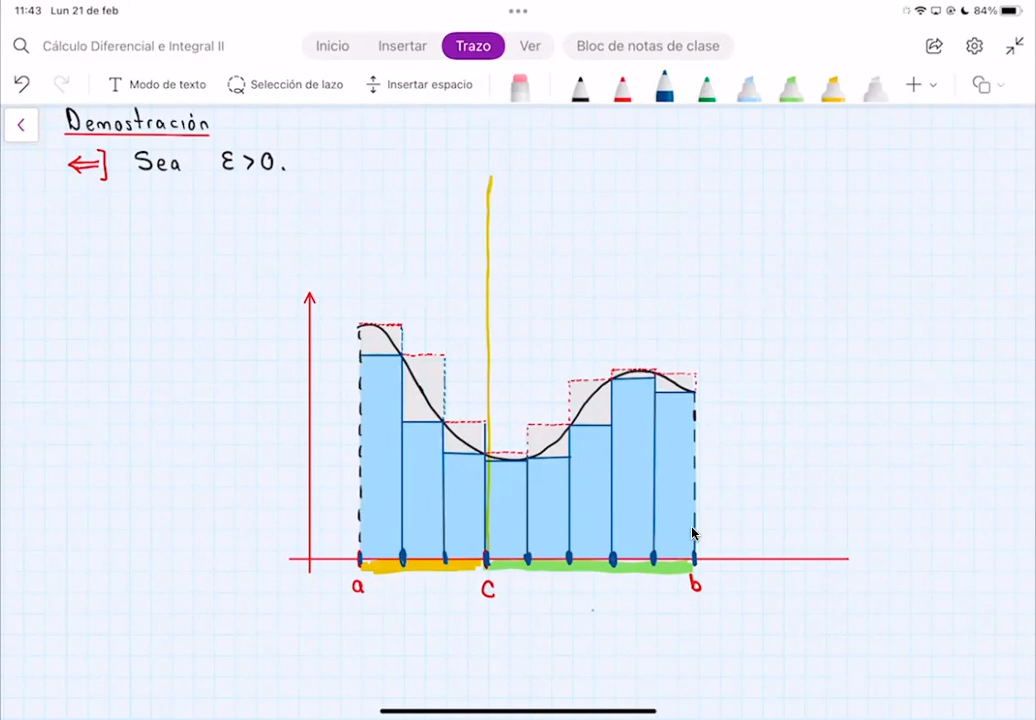 11:43 Lun 21 de feb
84%
Cálculo Diferencial e Integral II
Inicio Insertar Trazo Ver Bloc de notas de clase
Modo de texto Selección de lazo Insertar espacio
Demostración
⇐] Sea ε>0.
a c b